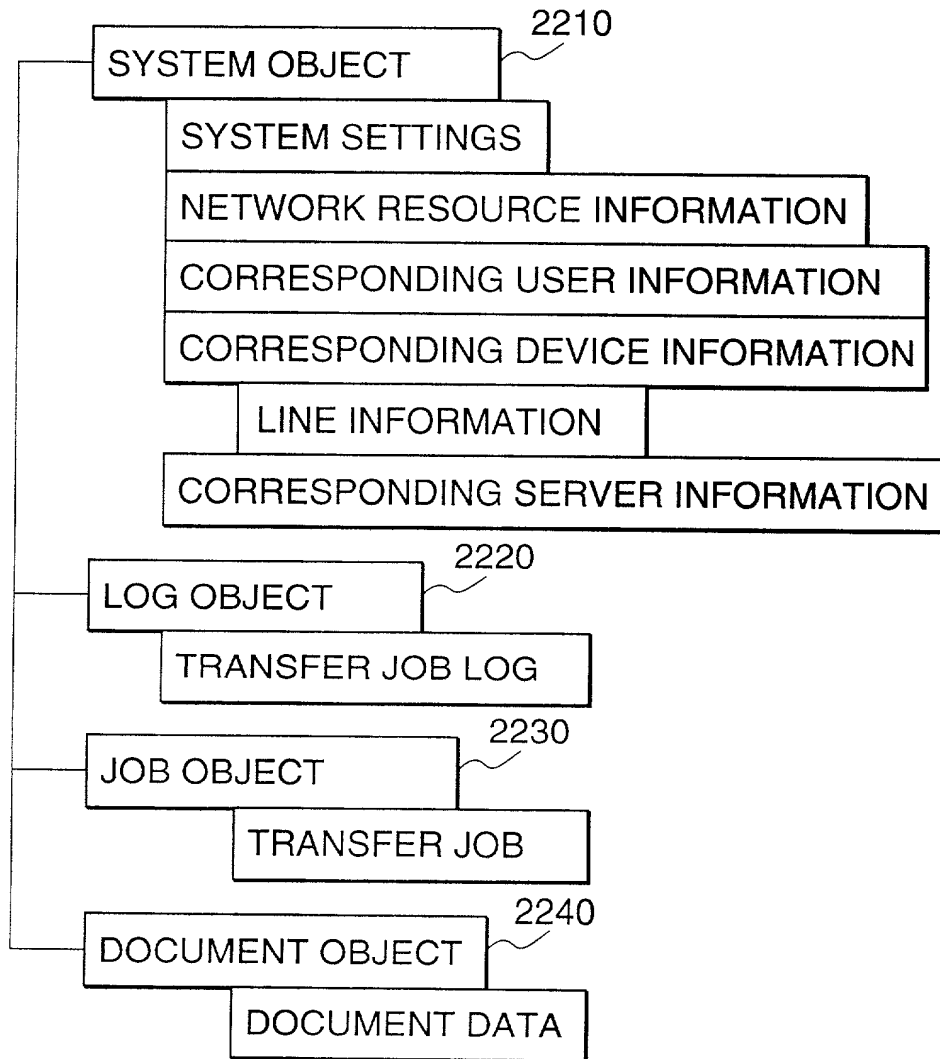 2210
SYSTEM OBJECT
SYSTEM SETTINGS
NETWORK RESOURCE INFORMATION
CORRESPONDING USER INFORMATION
CORRESPONDING DEVICE INFORMATION
LINE INFORMATION
CORRESPONDING SERVER INFORMATION
2220
LOG OBJECT
TRANSFER JOB LOG
2230
JOB OBJECT
TRANSFER JOB
2240
DOCUMENT OBJECT
DOCUMENT DATA